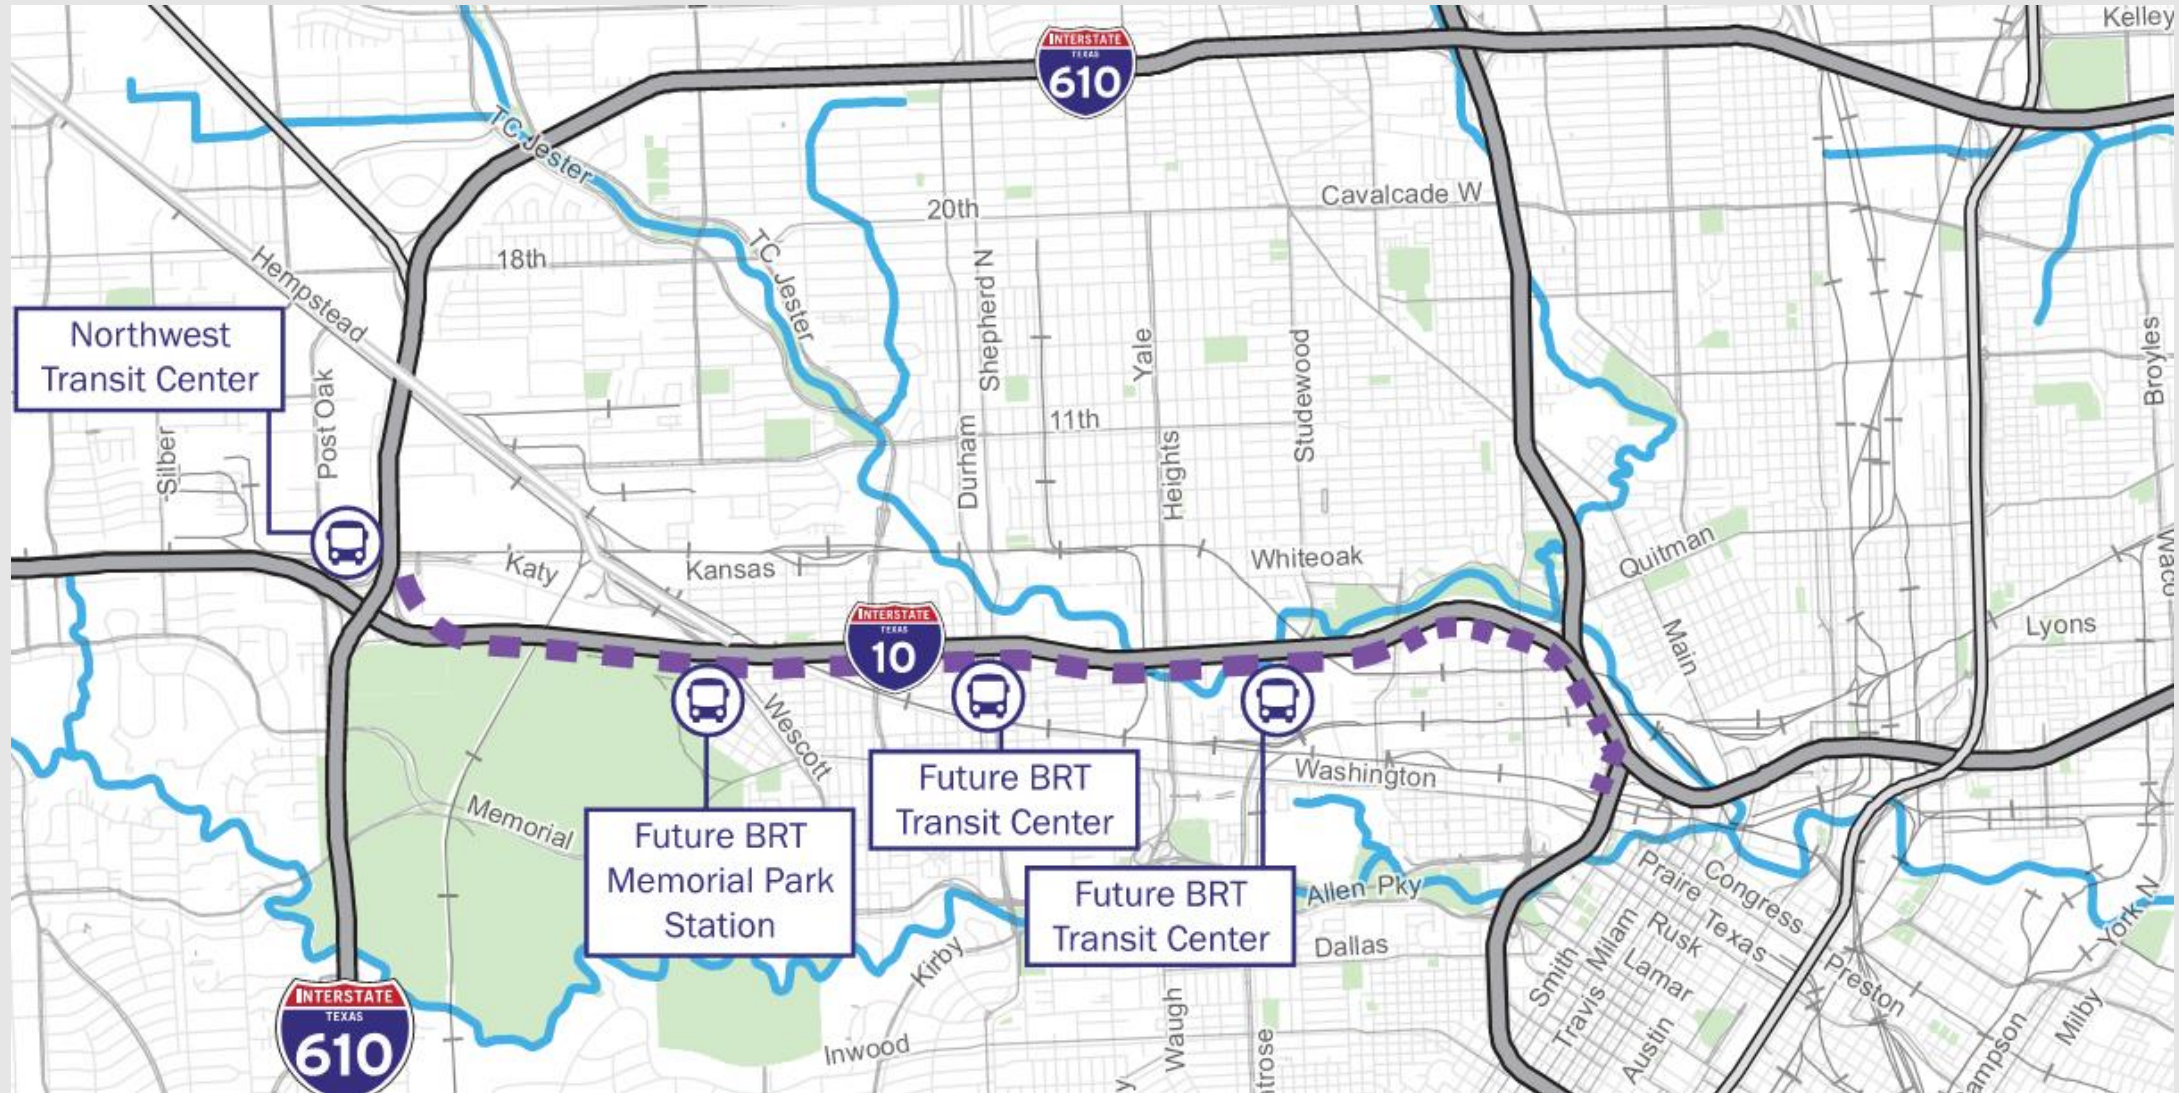 Kelley
INTERSTATE
TEXAS
610
TC Jester
Cavalcade W
20th
TC Jester
18th
Hempstead
Shepherd N
Northwest
Transit Center
Post Oak
Yale
Studewood
Broyles
11th
Silber
Durham
Heights
Whiteoak
Quitman
Katy
Kansas
Waco
INTERSTATE
TEXAS
10
Main
Lyons
Wescott
Washington
Future BRT
Transit Center
Memorial
Future BRT
Memorial Park
Station
Future BRT
Transit Center
Allen Pky
Praire
Congress
Texas
Rusk
Milam
Lamar
Smith
Travis
Austin
Preston
York N
Dallas
Kirby
Waugh
trose
Inwood
Milby
ampson
y
INTERSTATE
TEXAS
610